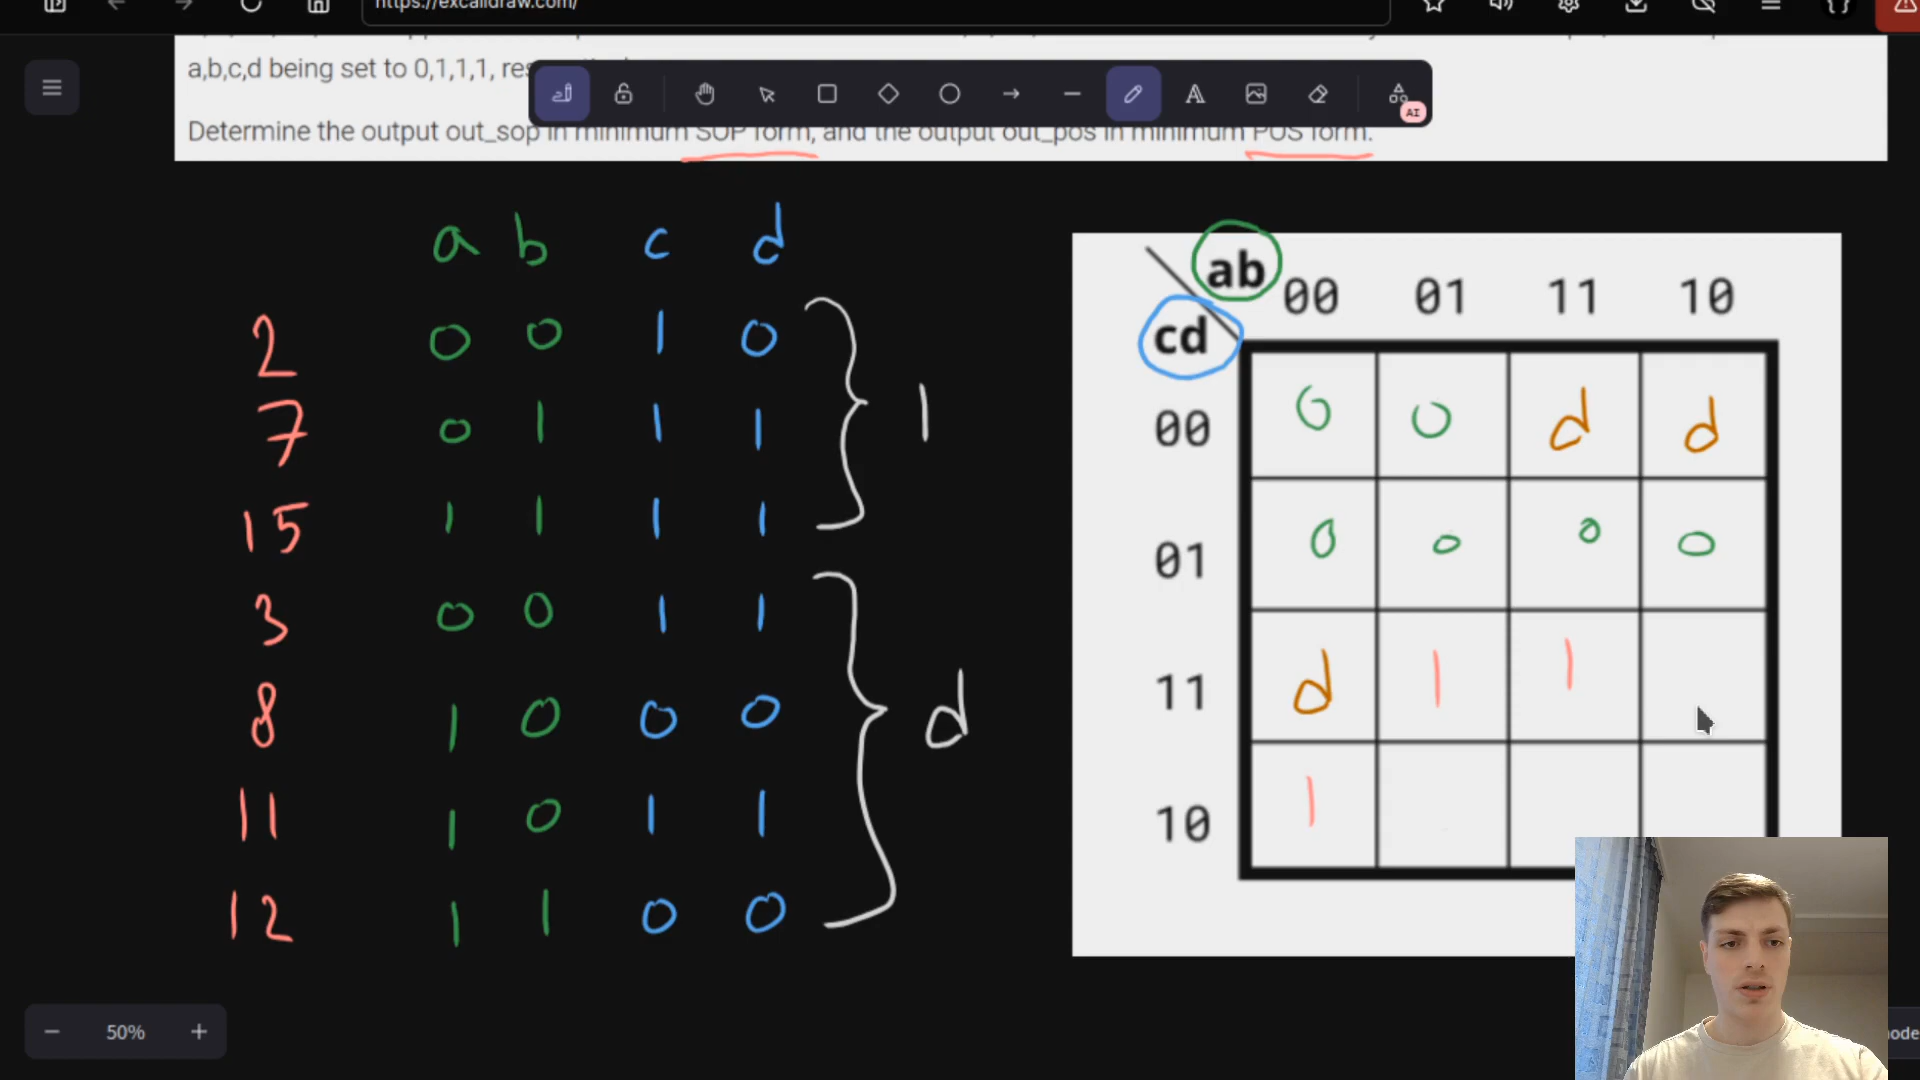 https://excalidraw.com/
a,b,c,d being set to 0,1,1,1,
Determine the output out_sop in minimum SOP form, and the output out_pos in minimum POS form.
AI
a b c d
2 0 0 1 0
7 0 1 1 1
15 1 1 1 1
1
3 0 0 1 1
8 1 0 0 0
11 1 0 1 1
12 1 1 0 0
d
ab 00 01 11 10
cd
00 0 0 d d
01 0 0 0 0
11 d 1 1
10 1
50%